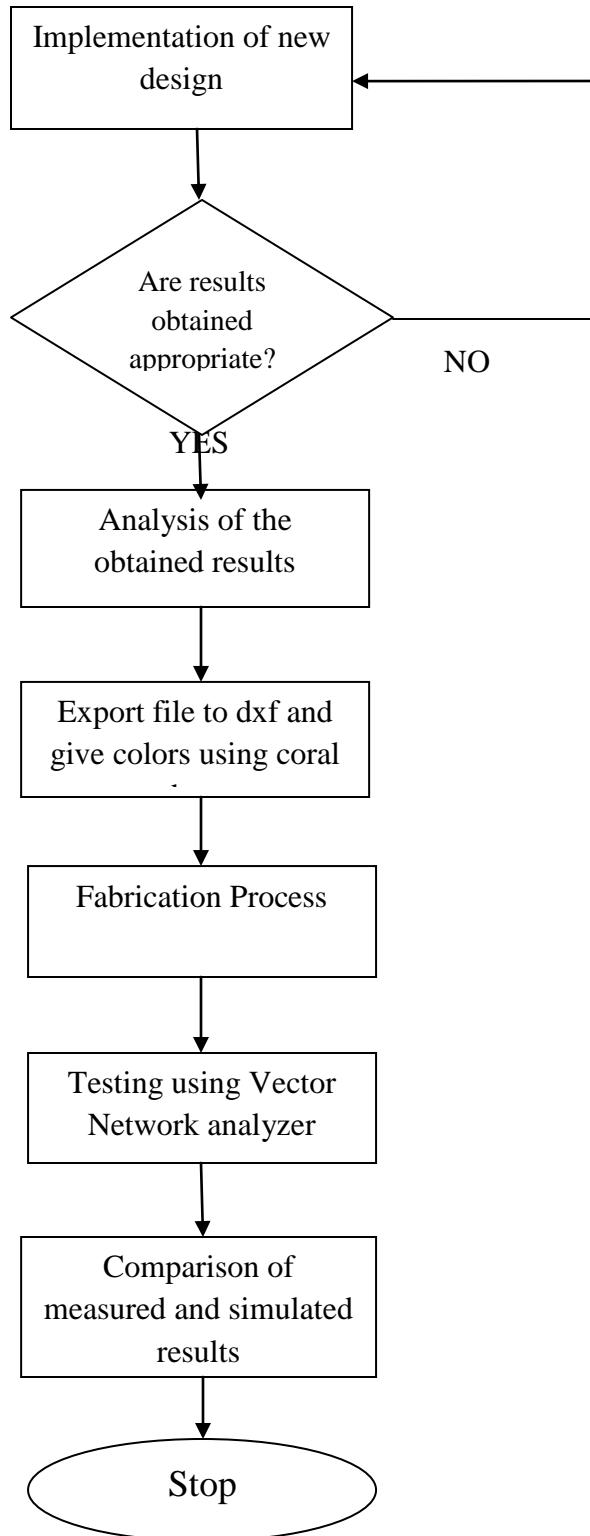 Implementation of new
design
Are results
obtained
appropriate?
NO
YES
Analysis of the
obtained results
Export file to dxf and
give colors using coral
Fabrication Process
Testing using Vector
Network analyzer
Comparison of
measured and simulated
results
Stop